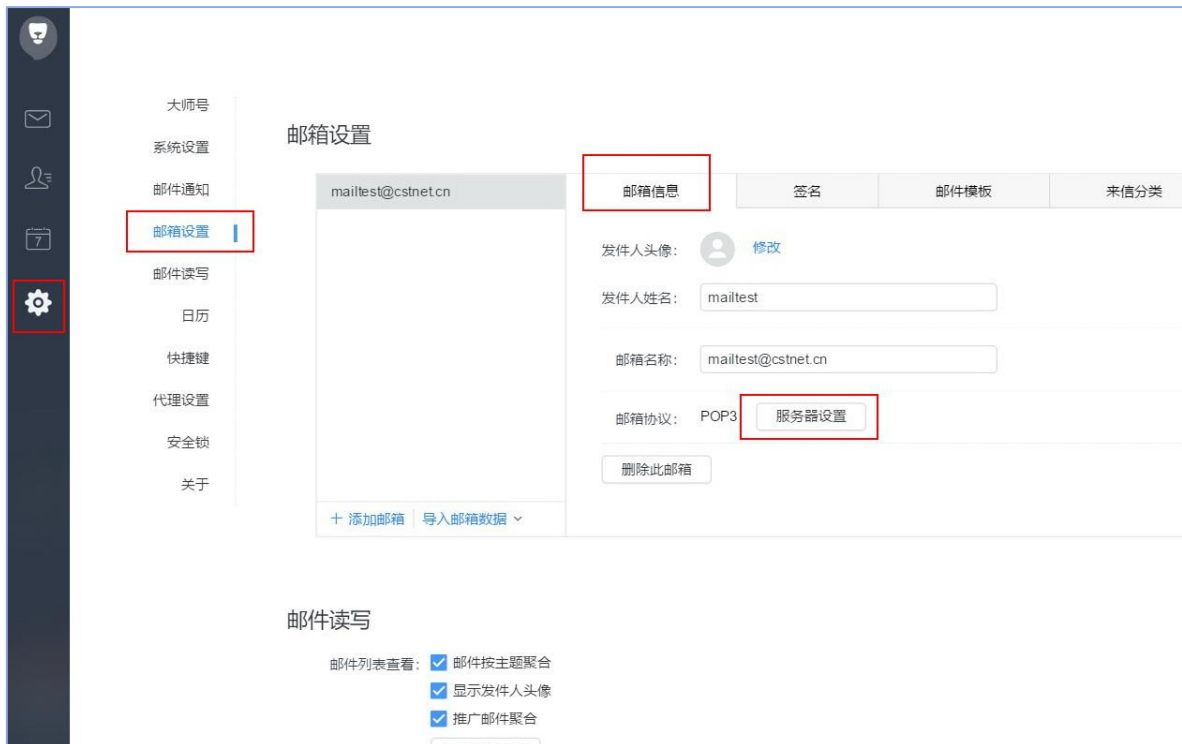 大师号
系统设置
邮件通知
邮箱设置
邮件读写
日历
快捷键
代理设置
安全锁
关于
7
邮箱设置
mailtest@cstnet.cn
添加邮箱 导入邮箱数据
邮箱信息 签名 邮件模板 来信分类
发件人头像: 修改
发件人姓名: mailtest
邮箱名称: mailtest@cstnet.cn
邮箱协议: POP3 服务器设置
删除此邮箱
邮件读写
邮件列表查看: 邮件按主题聚合
显示发件人头像
推广邮件聚合